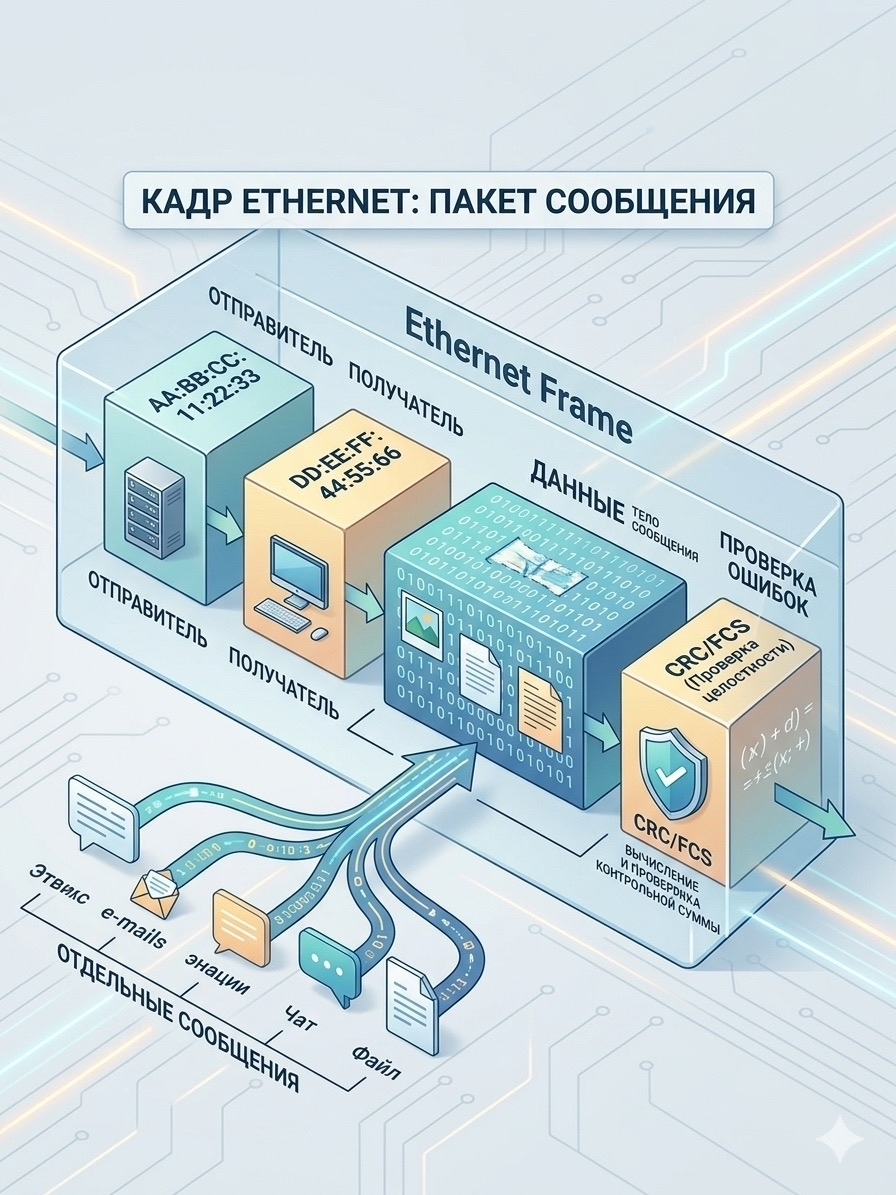 КАДР ETHERNET: ПАКЕТ СООБЩЕНИЯ
Ethernet Frame
ОТПРАВИТЕЛЬ
AA:BB:CC:
11:22:33
ОТПРАВИТЕЛЬ
ПОЛУЧАТЕЛЬ
DD:EE:FF:
44:55:66
ПОЛУЧАТЕЛЬ
ДАННЫЕ
ТЕЛО
СООБЩЕНИЯ
ПРОВЕРКА
ОШИБОК
CRC/FCS
(Проверка
целостности)
CRC/FCS
ВЫЧИСЛЕНИЕ
КОНТРОЛЬНОЙ СУММЫ
Этвикс
e-mails
энации
Чат
Файл
ОТДЕЛЬНЫЕ СООБЩЕНИЯ